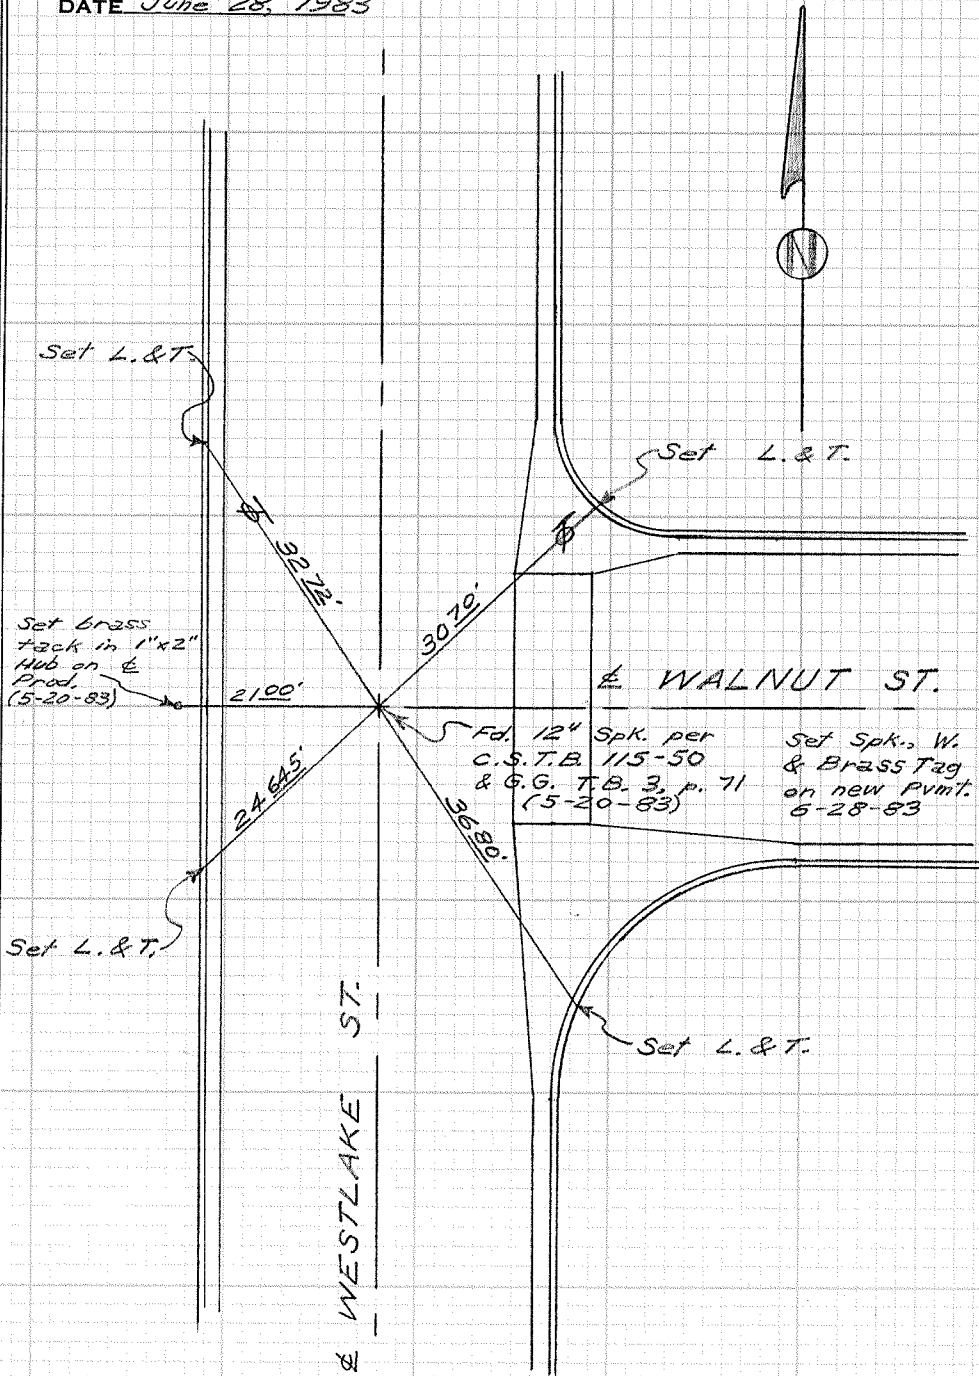 DATE June 28, 1983
N
Set L. & T.
Set L. & T.
32.72'
30.70'
Set brass
tack in 1"x2"
Hub on ℄
Prod.
(5-20-83)
21.00'
℄ WALNUT ST.
Fd. 12" Spk. per
C.S.T.B. 115-50
& G.G. T.B. 3, p. 71
(5-20-83)
Set Spk., W.
& Brass Tag
on new Pvmt.
6-28-83
24.645'
36.80'
Set L. & T.
Set L. & T.
℄ WESTLAKE ST.